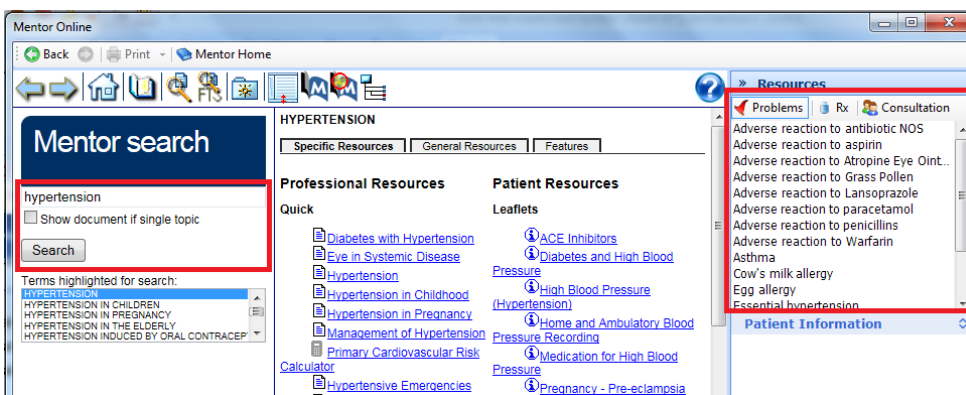 Mentor Online
Back
Print
Mentor Home
FTS
Mentor search
hypertension
Show document if single topic
Search
Terms highlighted for search:
HYPERTENSION
HYPERTENSION IN CHILDREN
HYPERTENSION IN PREGNANCY
HYPERTENSION IN THE ELDERLY
HYPERTENSION INDUCED BY ORAL CONTRACEP
HYPERTENSION
Specific Resources
General Resources
Features
Professional Resources
Quick
Diabetes with Hypertension
Eye in Systemic Disease
Hypertension
Hypertension in Childhood
Hypertension in Pregnancy
Management of Hypertension
Primary Cardiovascular Risk
Calculator
Hypertensive Emergencies
Patient Resources
Leaflets
ACE Inhibitors
Diabetes and High Blood
Pressure
High Blood Pressure
(Hypertension)
Home and Ambulatory Blood
Pressure Recording
Medication for High Blood
Pressure
Pregnancy - Pre-eclampsia
» Resources
Problems
Rx
Consultation
Adverse reaction to antibiotic NOS
Adverse reaction to aspirin
Adverse reaction to Atropine Eye Oint...
Adverse reaction to Grass Pollen
Adverse reaction to Lansoprazole
Adverse reaction to paracetamol
Adverse reaction to penicillins
Adverse reaction to Warfarin
Asthma
Cow's milk allergy
Egg allergy
Essential hypertension
Patient Information